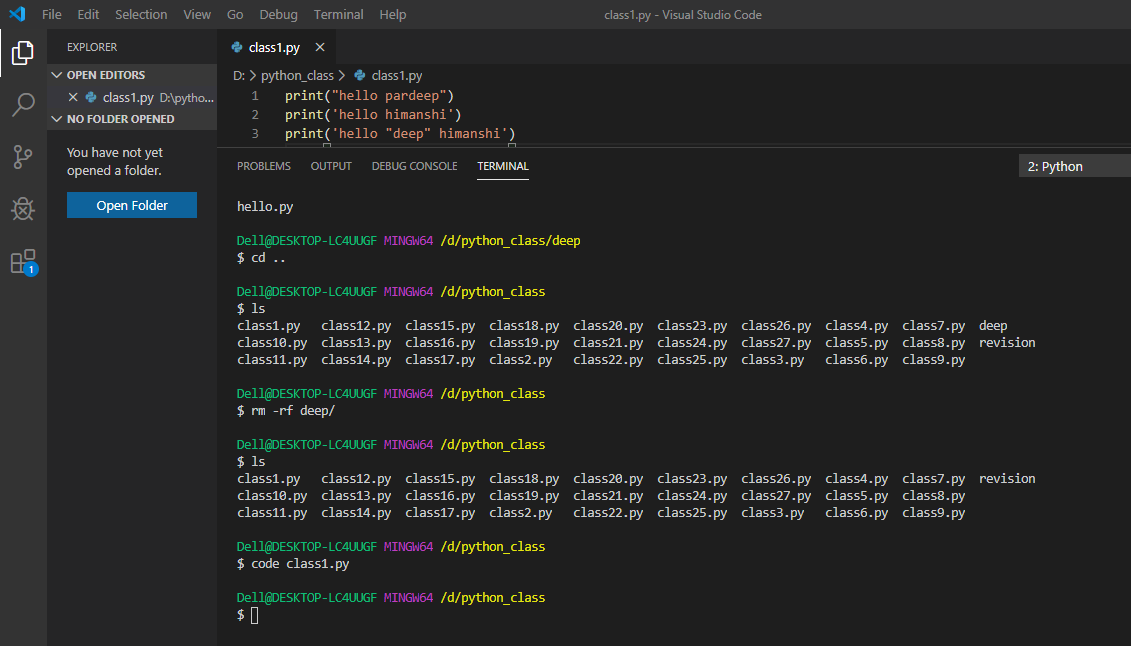 File Edit Selection View Go Debug Terminal Help class1.py - Visual Studio Code
EXPLORER
OPEN EDITORS
class1.py D:\pytho...
NO FOLDER OPENED
You have not yet
opened a folder.
Open Folder
1
class1.py
D: > python_class > class1.py
1 print("hello pardeep")
2 print('hello himanshi')
3 print('hello "deep" himanshi')
PROBLEMS OUTPUT DEBUG CONSOLE TERMINAL 2: Python
hello.py
Dell@DESKTOP-LC4UUGF MINGW64 /d/python_class/deep
$ cd ..
Dell@DESKTOP-LC4UUGF MINGW64 /d/python_class
$ ls
class1.py class12.py class15.py class18.py class20.py class23.py class26.py class4.py class7.py deep
class10.py class13.py class16.py class19.py class21.py class24.py class27.py class5.py class8.py revision
class11.py class14.py class17.py class2.py class22.py class25.py class3.py class6.py class9.py
Dell@DESKTOP-LC4UUGF MINGW64 /d/python_class
$ rm -rf deep/
Dell@DESKTOP-LC4UUGF MINGW64 /d/python_class
$ ls
class1.py class12.py class15.py class18.py class20.py class23.py class26.py class4.py class7.py revision
class10.py class13.py class16.py class19.py class21.py class24.py class27.py class5.py class8.py
class11.py class14.py class17.py class2.py class22.py class25.py class3.py class6.py class9.py
Dell@DESKTOP-LC4UUGF MINGW64 /d/python_class
$ code class1.py
Dell@DESKTOP-LC4UUGF MINGW64 /d/python_class
$